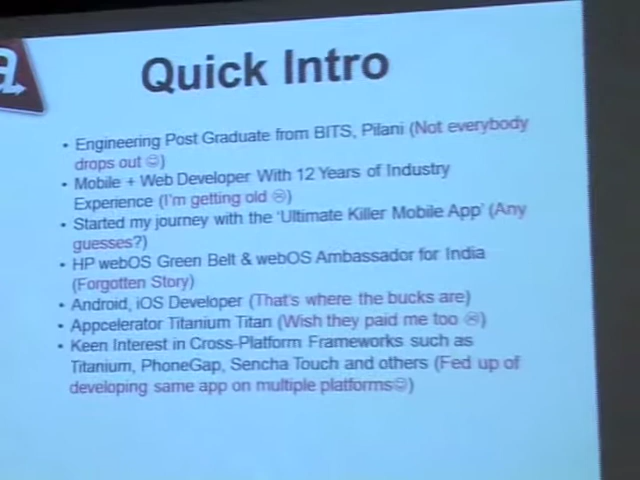 a
Quick Intro
• Engineering Post Graduate from BITS, Pilani (Not everybody
drops out ☺)
• Mobile + Web Developer With 12 Years of Industry
Experience (I'm getting old ☹)
• Started my journey with the 'Ultimate Killer Mobile App' (Any
guesses?)
• HP webOS Green Belt & webOS Ambassador for India
(Forgotten Story)
• Android, iOS Developer (That's where the bucks are)
• Appcelerator Titanium Titan (Wish they paid me too ☹)
• Keen Interest in Cross-Platform Frameworks such as
Titanium, PhoneGap, Sencha Touch and others (Fed up of
developing same app on multiple platforms☺)